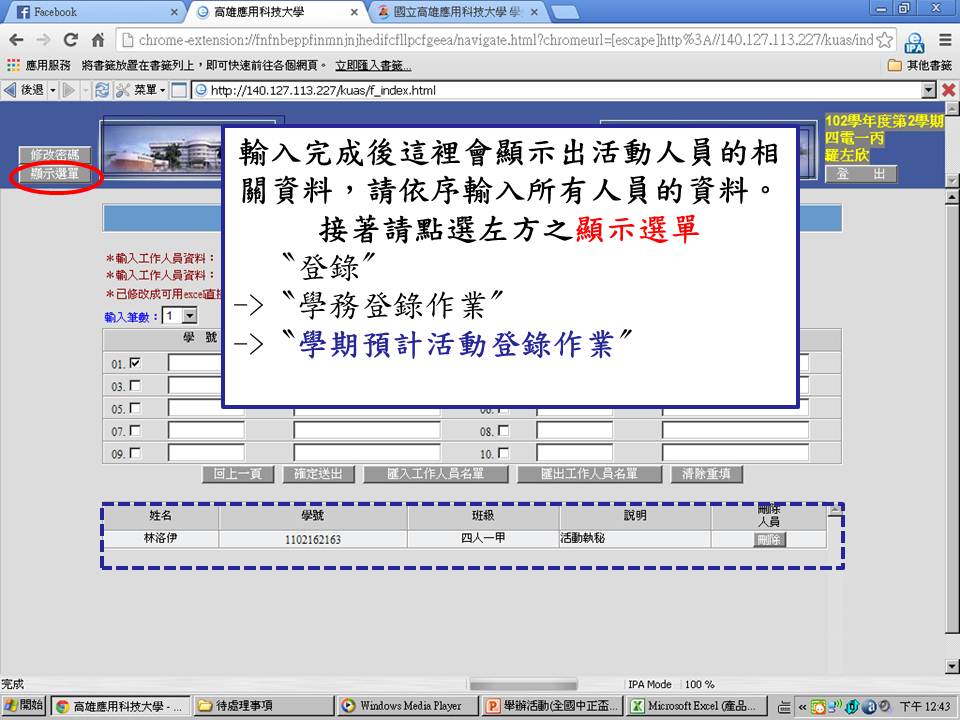 Facebook
高雄應用科技大學
國立高雄應用科技大學 學
chrome-extension://fnfnbeppfinmnjnjhedifcfllpcfgeea/navigate.html?chromeurl=[escape]http%3A//140.127.113.227/kuas/ind
應用服務 將書籤放置在書籤列上，即可快速前往各個網頁。 立即匯入書籤...
其他書籤
後退 菜單 http://140.127.113.227/kuas/f_index.html
102學年度第2學期
四電一丙
羅左欣
登 出
修改密碼
顯示選單
輸入完成後這裡會顯示出活動人員的相
關資料，請依序輸入所有人員的資料。
接著請點選左方之顯示選單
〝登錄〞
-> 〝學務登錄作業〞
-> 〝學期預計活動登錄作業〞
＊輸入工作人員資料：
＊輸入工作人員資料：
＊已修改成可用excel直接
輸入筆數： 1
學 號
01.
03.
05.
06.
07. 08.
09. 10.
回上一頁 確定送出 匯入工作人員名單 匯出工作人員名單 清除重填
姓名 學號 班級 說明 刪除人員
林洛伊 1102162163 四人一甲 活動執秘 刪除
完成
IPA Mode 100 %
開始 高雄應用科技大學 - ... 待處理事項 Windows Media Player 學辦活動(全國中正盃... Microsoft Excel (產品... 下午 12:43